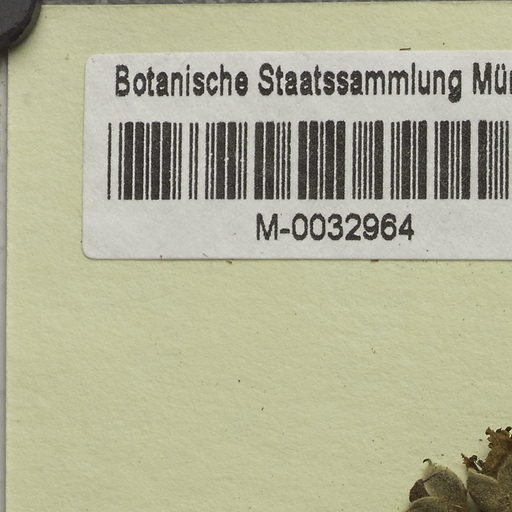 Botanische Staatssammlung Mün
M-0032964